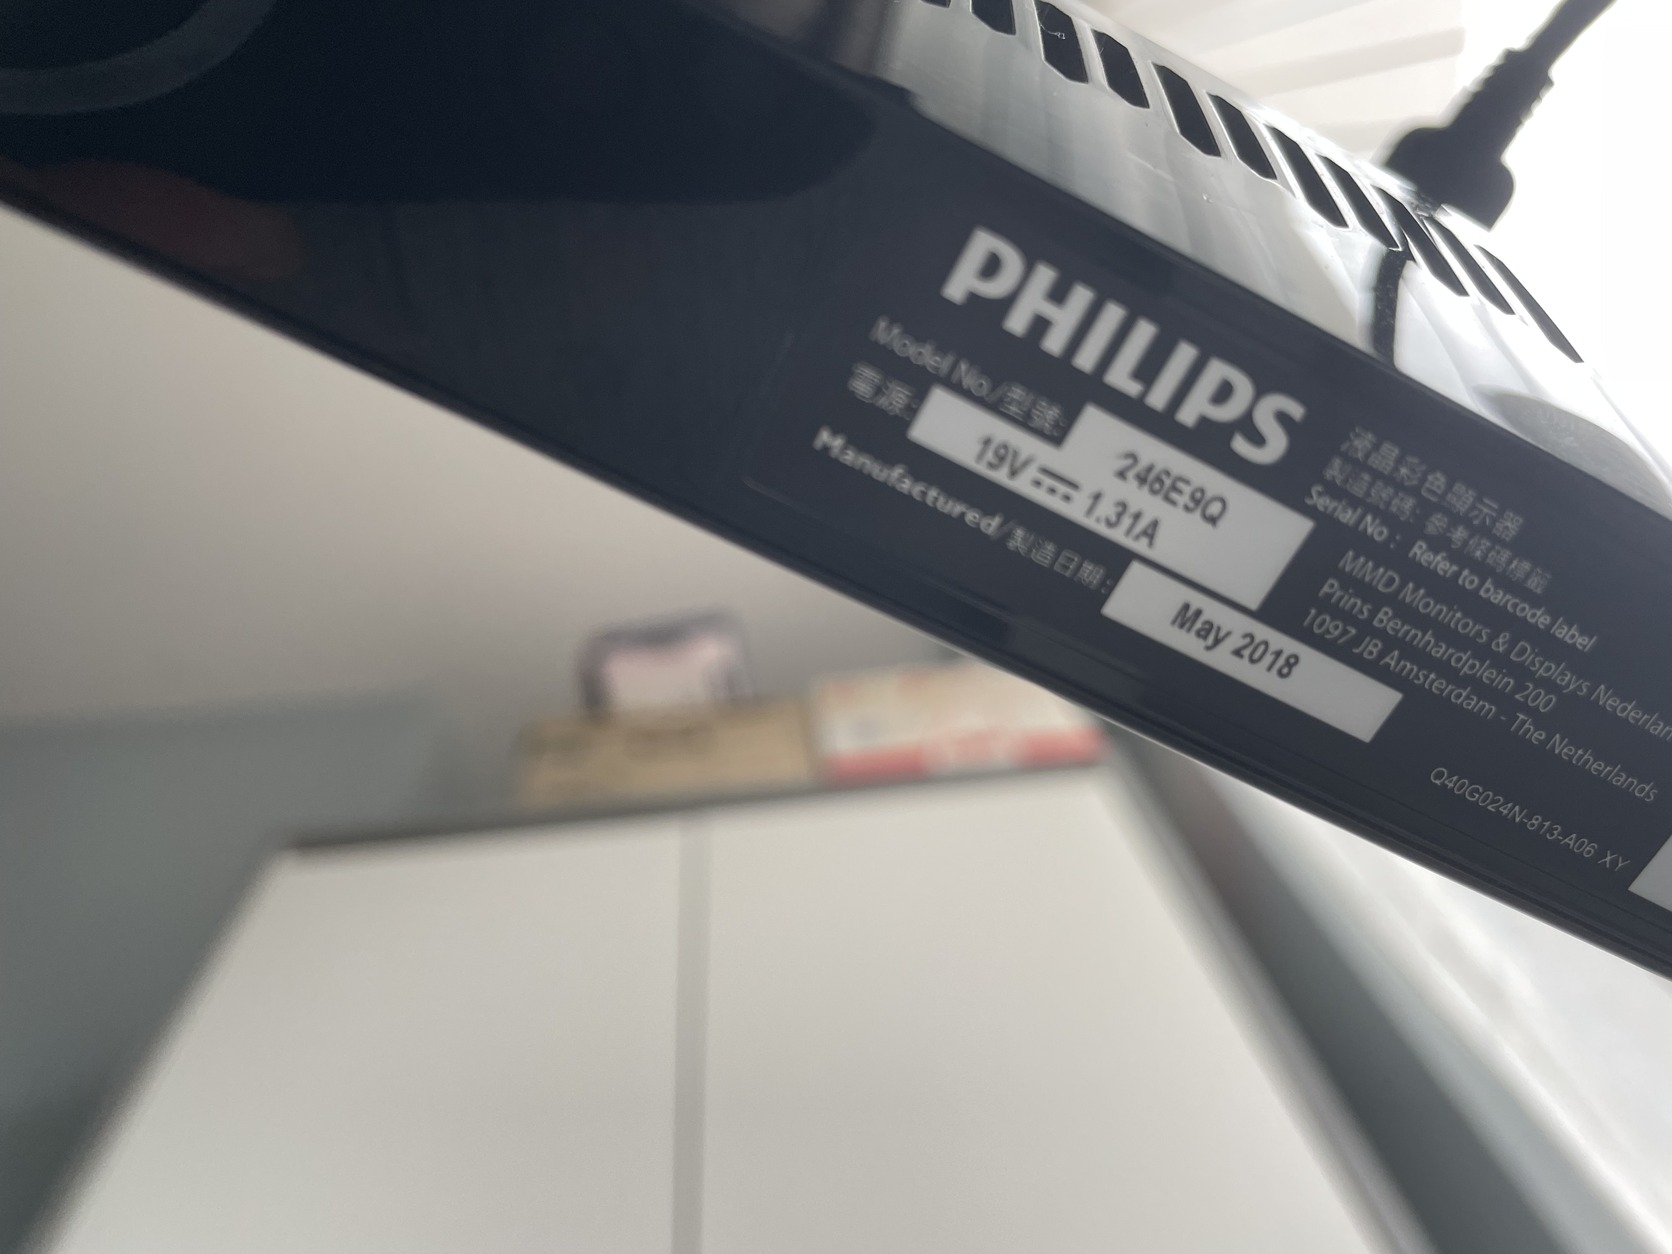 PHILIPS
Model No./型號: 246E9Q
電源: 19V ⎓ 1.31A
Manufactured/製造日期: May 2018
液晶彩色顯示器
製造號碼: 參考條碼標籤
Serial No : Refer to barcode label
MMD Monitors & Displays Nederlan
Prins Bernhardplein 200
1097 JB Amsterdam - The Netherlands
Q40G024N-813-A06 XY